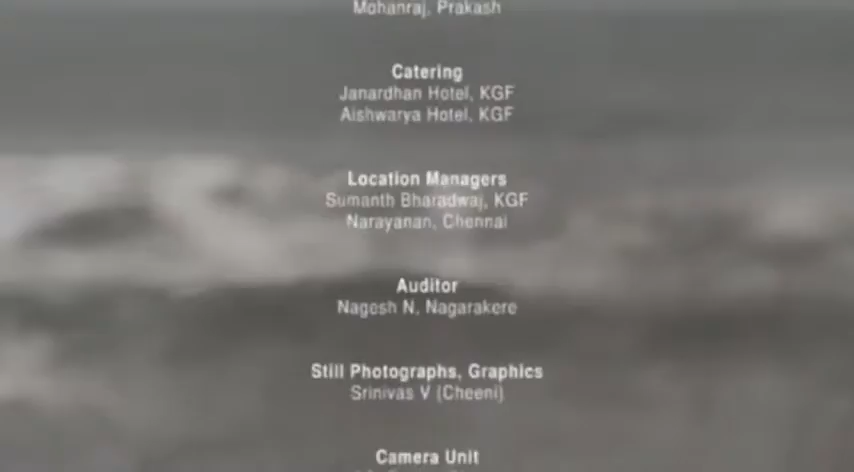 Mohanraj, Prakash
Catering
Janardhan Hotel, KGF
Aishwarya Hotel, KGF
Location Managers
Sumanth Bharadwaj, KGF
Narayanan, Chennai
Auditor
Nagesh N, Nagarakere
Still Photographs, Graphics
Srinivas V (Cheeni)
Camera Unit